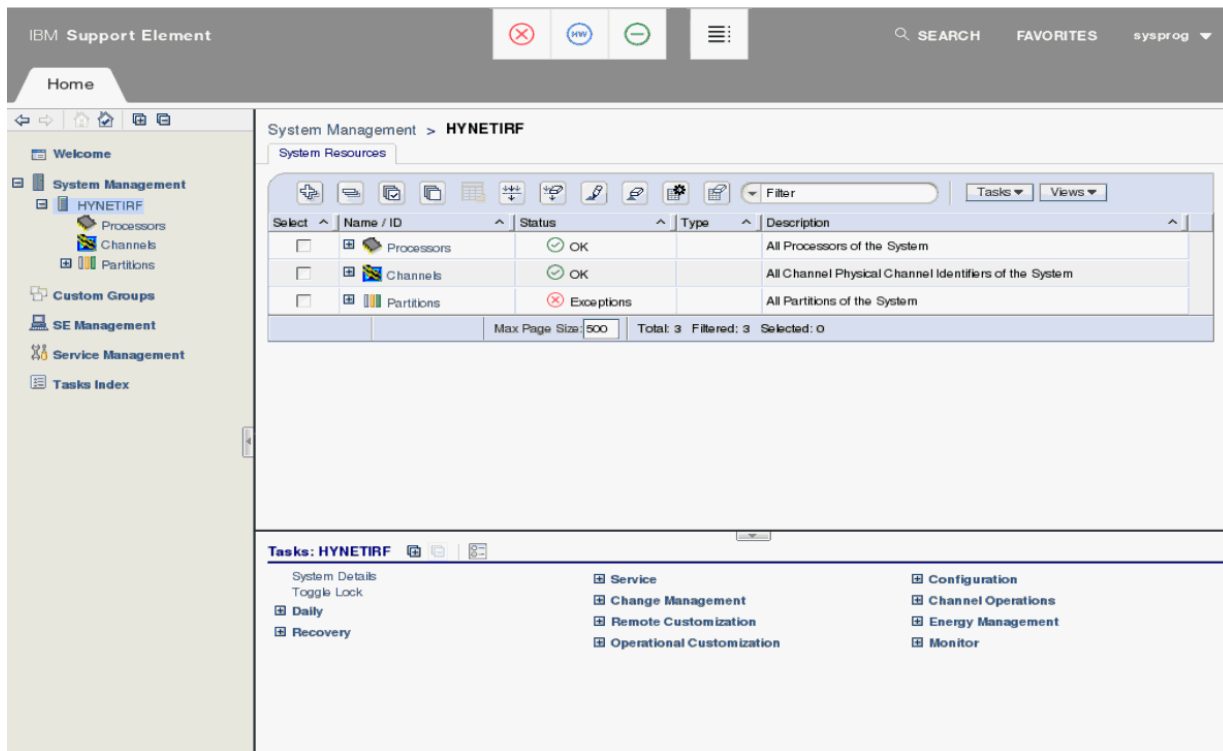 IBM Support Element
HW
SEARCH FAVORITES sysprog
Home
Welcome
System Management
HYNETIRF
Processors
Channels
Partitions
Custom Groups
SE Management
Service Management
Tasks Index
System Management > HYNETIRF
System Resources
Filter Tasks Views
Select Name / ID Status Type Description
Processors OK All Processors of the System
Channels OK All Channel Physical Channel Identifiers of the System
Partitions Exceptions All Partitions of the System
Max Page Size: 500 Total: 3 Filtered: 3 Selected: 0
Tasks: HYNETIRF
System Details
Toggle Lock
Daily
Recovery
Service
Change Management
Remote Customization
Operational Customization
Configuration
Channel Operations
Energy Management
Monitor